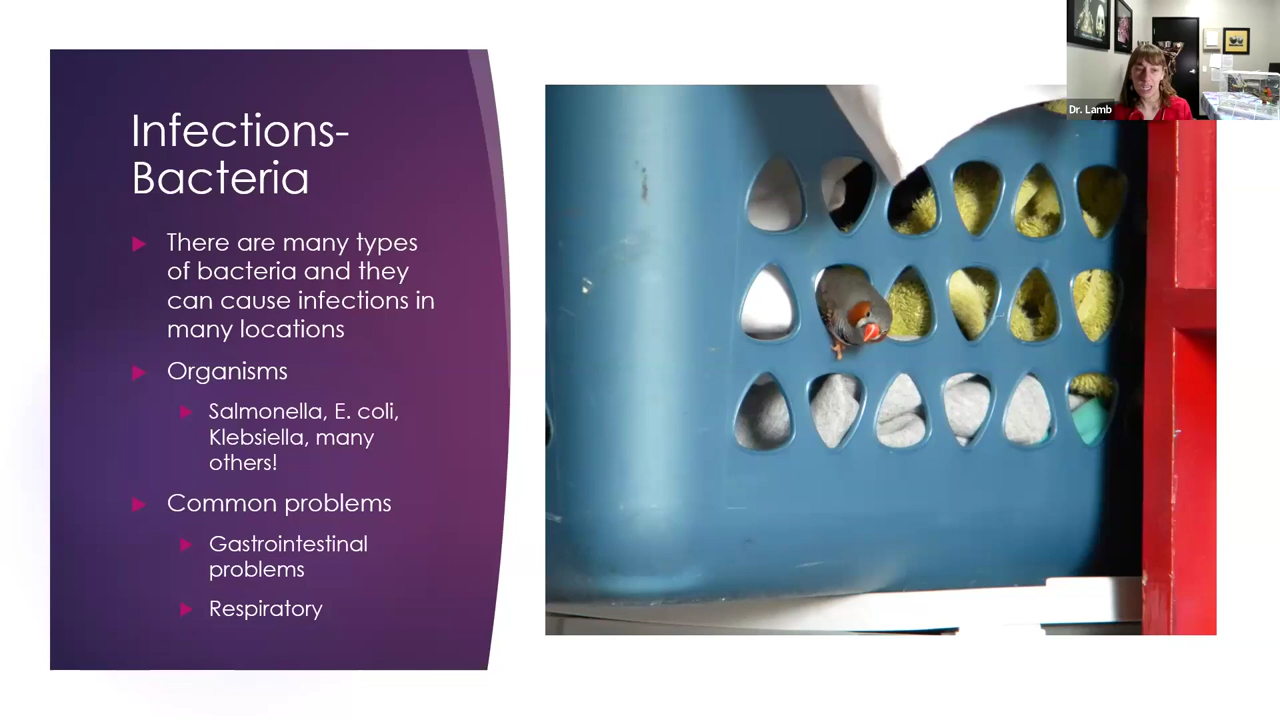 Infections-
Bacteria
There are many types
of bacteria and they
can cause infections in
many locations
Organisms
Salmonella, E. coli,
Klebsiella, many
others!
Common problems
Gastrointestinal
problems
Respiratory
Dr. Lamb